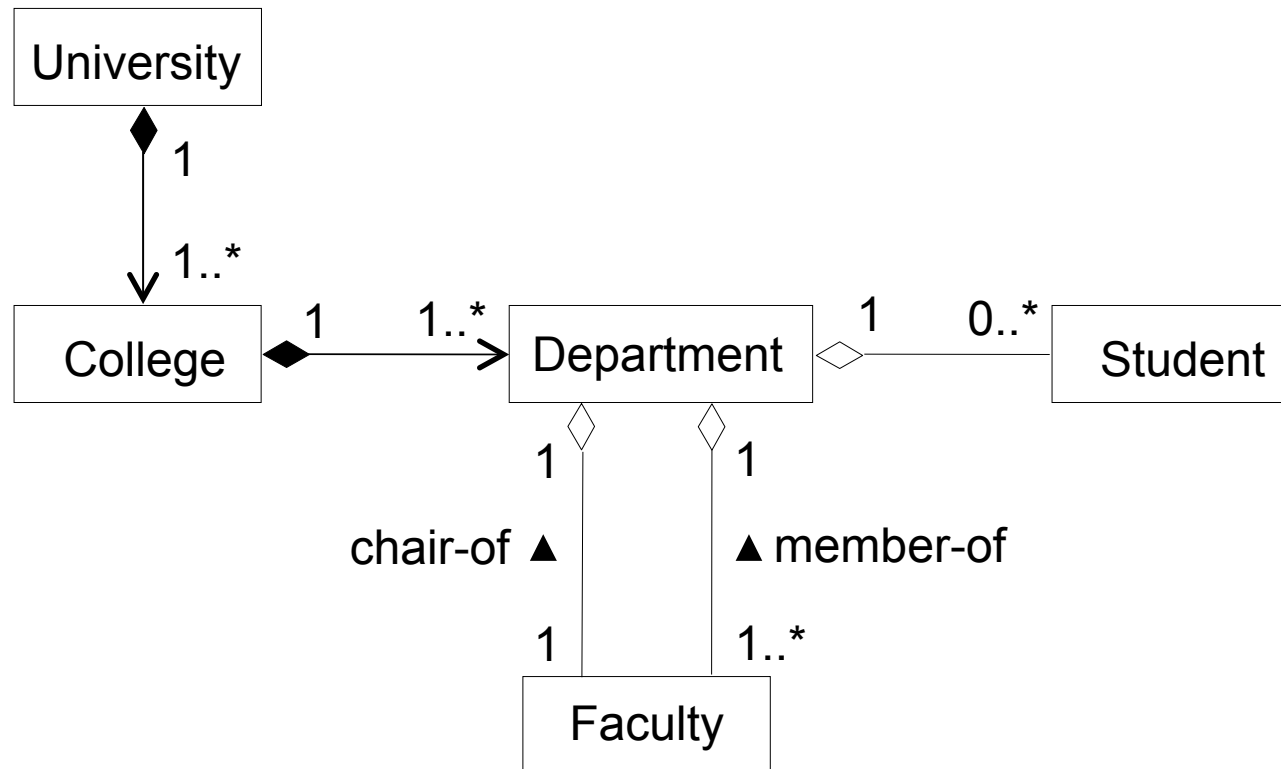 University
1
1..*
College
1
1..*
Department
1
0..*
Student
1
1
chair-of ▲
▲ member-of
1
1..*
Faculty